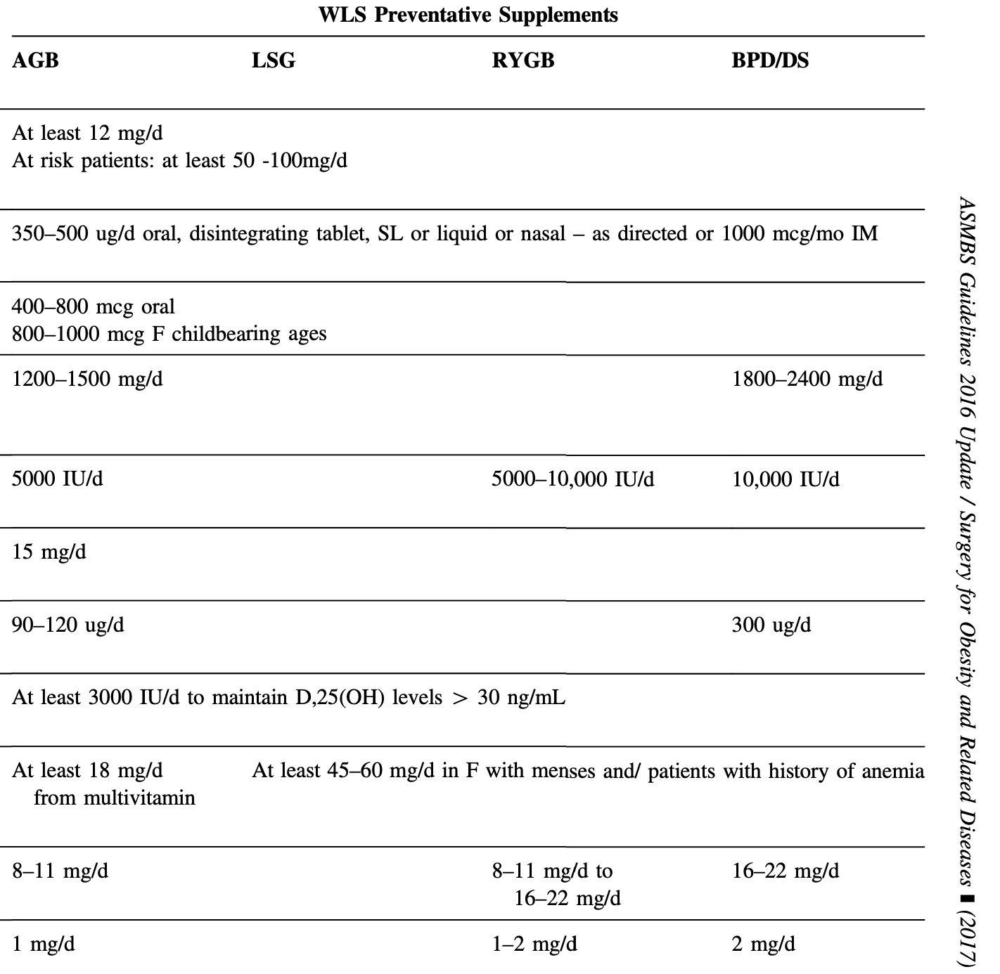 WLS Preventative Supplements
AGB LSG RYGB BPD/DS
At least 12 mg/d
At risk patients: at least 50 -100mg/d
350–500 ug/d oral, disintegrating tablet, SL or liquid or nasal – as directed or 1000 mcg/mo IM
400–800 mcg oral
800–1000 mcg F childbearing ages
1200–1500 mg/d 1800–2400 mg/d
5000 IU/d 5000–10,000 IU/d 10,000 IU/d
15 mg/d
90–120 ug/d 300 ug/d
At least 3000 IU/d to maintain D,25(OH) levels > 30 ng/mL
At least 18 mg/d At least 45–60 mg/d in F with menses and/ patients with history of anemia
from multivitamin
8–11 mg/d 8–11 mg/d to 16–22 mg/d
16–22 mg/d
1 mg/d 1–2 mg/d 2 mg/d
ASMBS Guidelines 2016 Update / Surgery for Obesity and Related Diseases ▮ (2017)